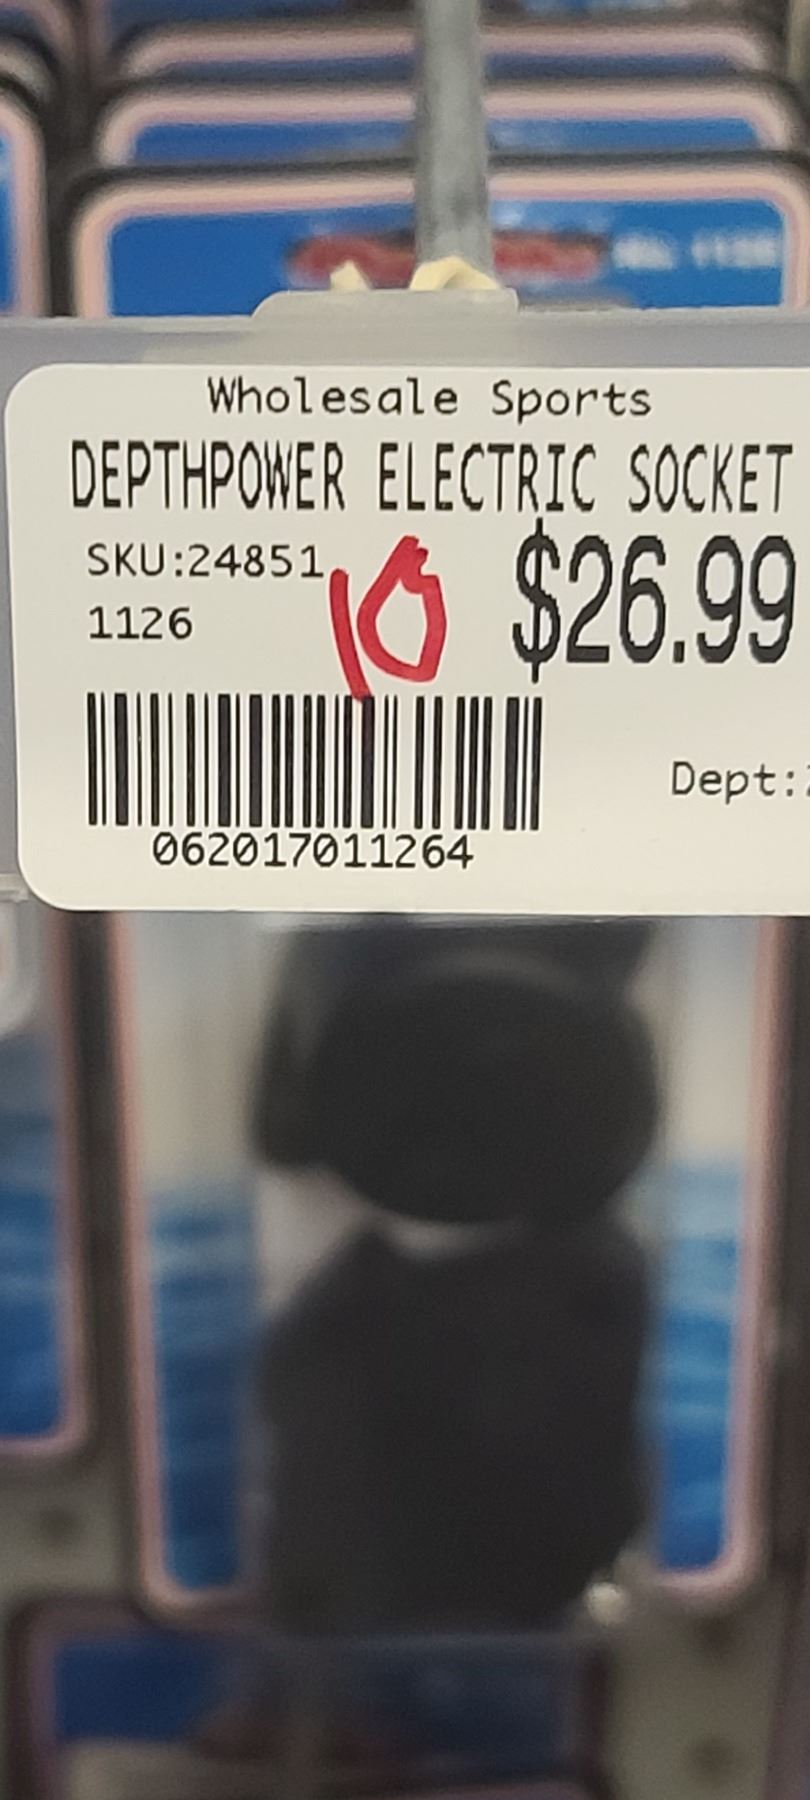 Wholesale Sports
DEPTHPOWER ELECTRIC SOCKET
SKU:24851
10
$26.99
1126
Dept:
062017011264